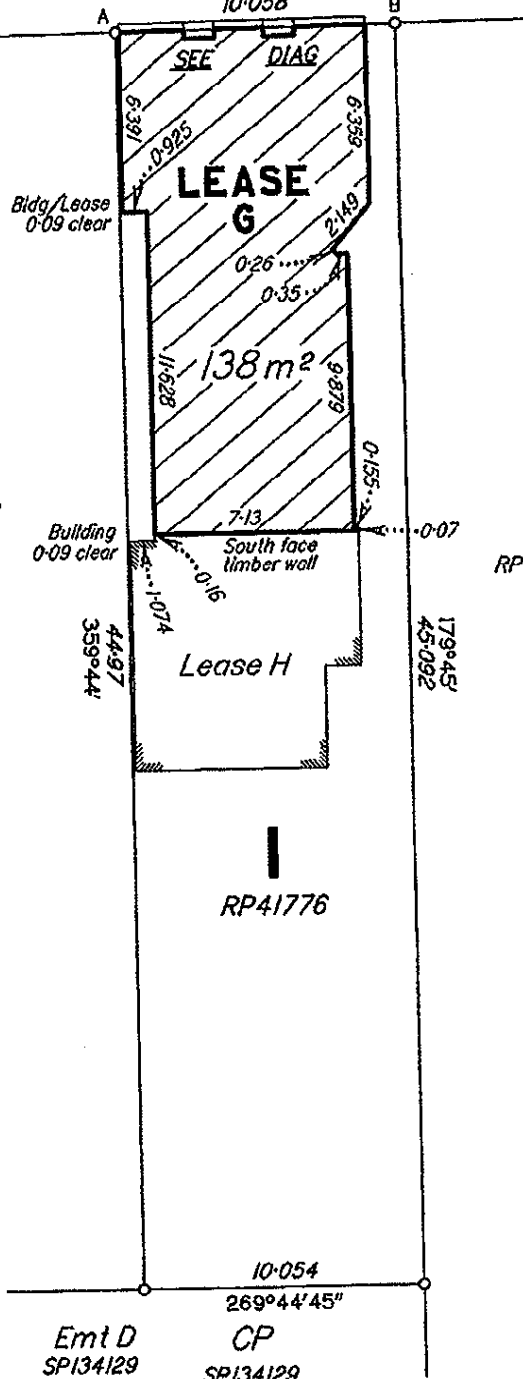 10·058
A
SEE DIAG
6·391
6·359
0·925
LEASE
G
Bldg/Lease
0·09 clear
2·149
0·26
0·35
138 m²
11·628
9·879
0·155
7·13
0·07
Building
0·09 clear
South face
timber wall
0·16
1·074
RP
44·97
359°44'
Lease H
179°45'
45·092
I
RP41776
10·054
269°44'45"
Emt D
SP134129
CP
SP134129